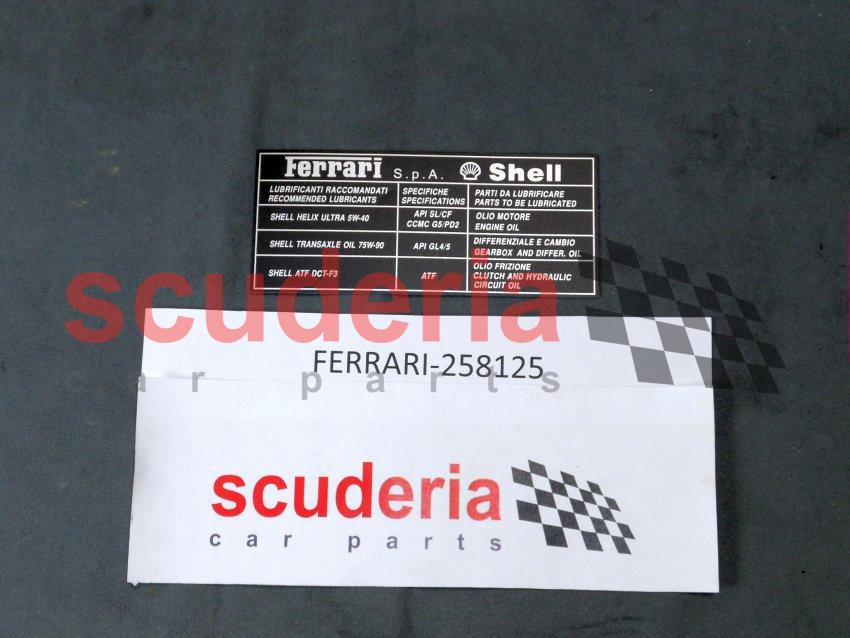 Ferrari S.p.A. Shell
LUBRIFICANTI RACCOMANDATI
RECOMMENDED LUBRICANTS
SPECIFICHE
SPECIFICATIONS
PARTI DA LUBRIFICARE
PARTS TO BE LUBRICATED
SHELL HELIX ULTRA 5W-40
API SL/CF
CCMC G5/PD2
OLIO MOTORE
ENGINE OIL
SHELL TRANSAXLE OIL 75W-90
API GL4/5
DIFFERENZIALE E CAMBIO
GEARBOX AND DIFFER. OIL
SHELL ATF DCT-F3
ATF
OLIO FRIZIONE
CLUTCH AND HYDRAULIC
CIRCUIT OIL
scuderia
car parts
FERRARI-258125
scuderia
car parts